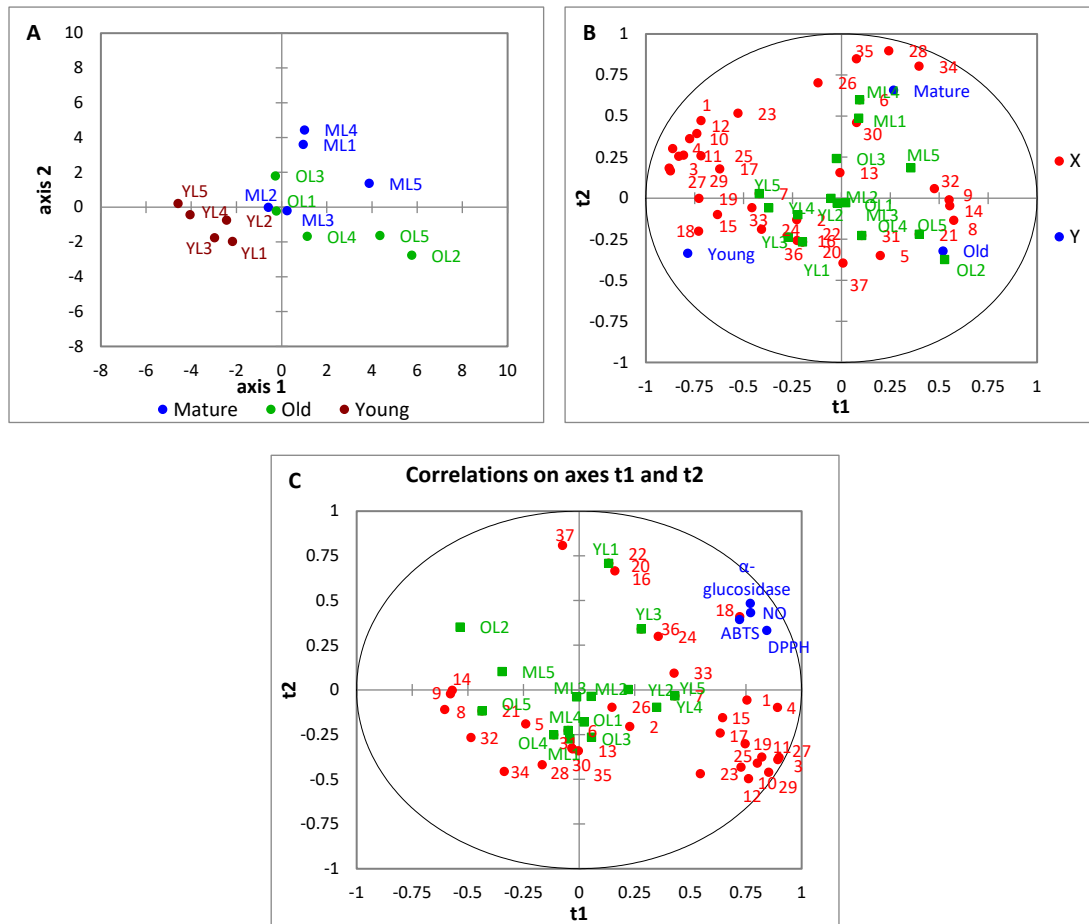 A
10
8
6
4
2
0
-2
-4
-6
-8
axis 2
ML4
ML1
OL3
ML5
YL5
ML2
OL1
YL4
YL2
ML3
YL3
YL1
OL4
OL5
OL2
-8 -6 -4 -2 0 2 4 6 8 10
axis 1
Mature Old Young
B
1
0.75
0.5
0.25
0
-0.25
-0.5
-0.75
-1
t2
35 28
34
26
Mature
ML4
6
1
23
12
ML1
30
10
4
11 25
OL3
ML5
3
17
13
27 29
32
YL5 7
ML2
9
19
YL4 YL2
OL1
14
15
33
2
ML3
8
18
24 22
OL4
OL5
21
YL3
16
31
36
20
5
Old
Young
YL1
OL2
37
-1 -0.75 -0.5 -0.25 0 0.25 0.5 0.75 1
t1
X
Y
C
Correlations on axes t1 and t2
1
0.75
0.5
0.25
0
-0.25
-0.5
-0.75
-1
t2
37
YL1
22
20
16
α-
glucosidase
NO
18
ABTS
DPPH
OL2
YL3
36
24
ML5
33
14
9
ML3
ML2
YL2 YL5
7
YL4
1
4
8
OL5
21
5
ML4
OL1
26
2
15
32
OL4
31
6
OL3
17
19 11 27
ML1
13
25
3
34
28
30
35
23
10
29
12
-1 -0.75 -0.5 -0.25 0 0.25 0.5 0.75 1
t1